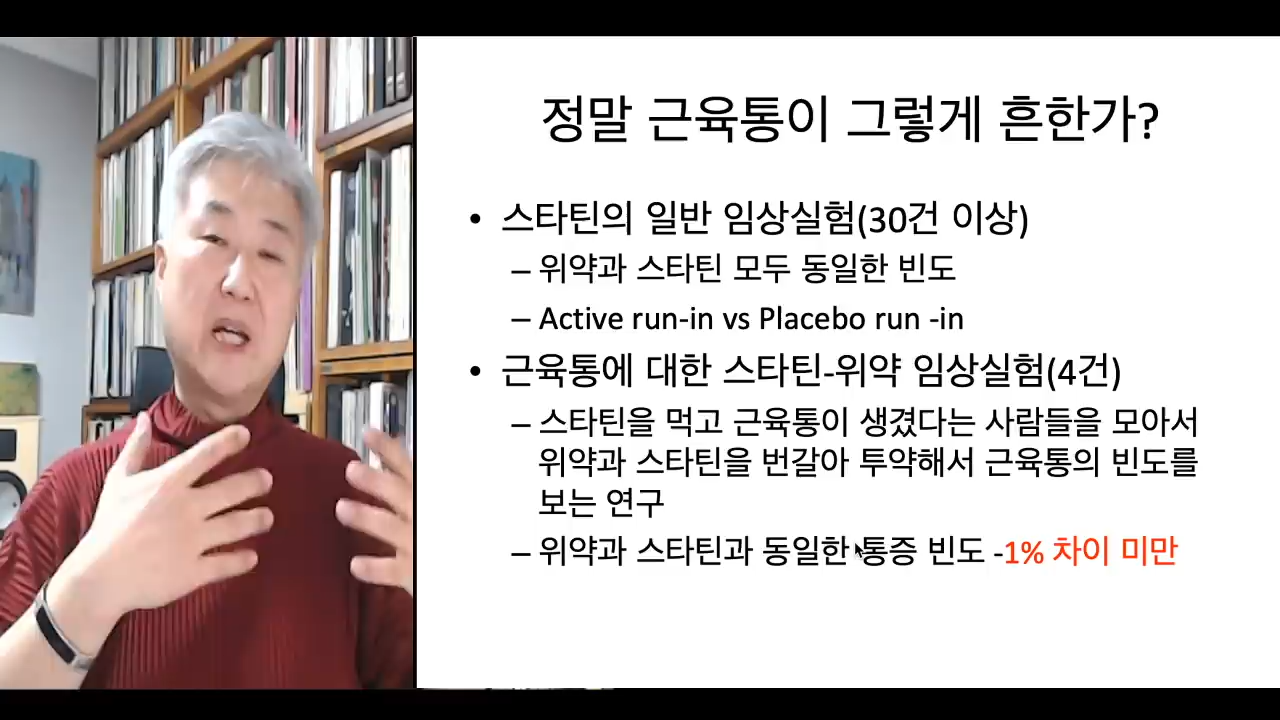 정말 근육통이 그렇게 흔한가?
• 스타틴의 일반 임상실험(30건 이상)
– 위약과 스타틴 모두 동일한 빈도
– Active run-in vs Placebo run -in
• 근육통에 대한 스타틴-위약 임상실험(4건)
– 스타틴을 먹고 근육통이 생겼다는 사람들을 모아서
위약과 스타틴을 번갈아 투약해서 근육통의 빈도를
보는 연구
– 위약과 스타틴과 동일한 통증 빈도 -1% 차이 미만